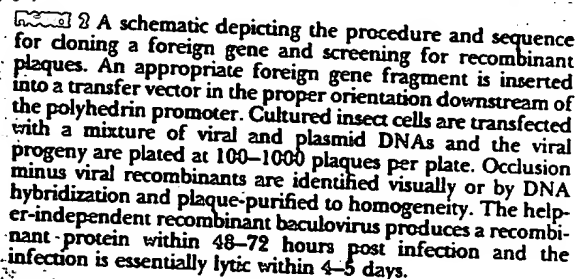 2 A schematic depicting the procedure and sequence
for cloning a foreign gene and screening for recombinant
plaques. An appropriate foreign gene fragment is inserted
into a transfer vector in the proper orientation downstream of
the polyhedrin promoter. Cultured insect cells are transfected
with a mixture of viral and plasmid DNAs and the viral
progeny are plated at 100–1000 plaques per plate. Occlusion
minus viral recombinants are identified visually or by DNA
hybridization and plaque-purified to homogeneity. The help-
er-independent recombinant baculovirus produces a recombi-
nant protein within 48–72 hours post infection and the
infection is essentially lytic within 4–5 days.